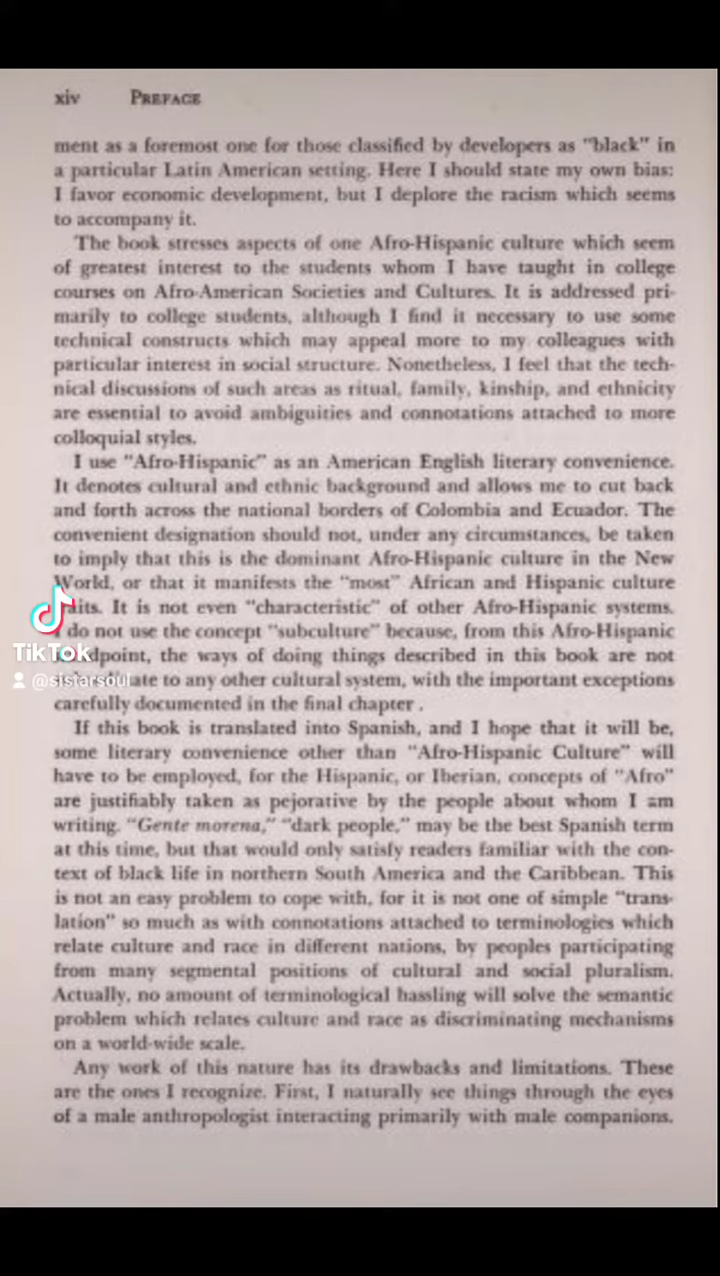 xiv PREFACE
ment as a foremost one for those classified by developers as "black" in
a particular Latin American setting. Here I should state my own bias:
I favor economic development, but I deplore the racism which seems
to accompany it.
The book stresses aspects of one Afro-Hispanic culture which seem
of greatest interest to the students whom I have taught in college
courses on Afro-American Societies and Cultures. It is addressed pri-
marily to college students, although I find it necessary to use some
technical constructs which may appeal more to my colleagues with
particular interest in social structure. Nonetheless, I feel that the tech-
nical discussions of such areas as ritual, family, kinship, and ethnicity
are essential to avoid ambiguities and connotations attached to more
colloquial styles.
I use "Afro-Hispanic" as an American English literary convenience.
It denotes cultural and ethnic background and allows me to cut back
and forth across the national borders of Colombia and Ecuador. The
convenient designation should not, under any circumstances, be taken
to imply that this is the dominant Afro-Hispanic culture in the New
World, or that it manifests the "most" African and Hispanic culture
It is not even "characteristic" of other Afro-Hispanic systems.
I do not use the concept "subculture" because, from this Afro-Hispanic
TikTok
the ways of doing things described in this book are not
@sistarsoul
to any other cultural system, with the important exceptions
carefully documented in the final chapter .
If this book is translated into Spanish, and I hope that it will be,
some literary convenience other than "Afro-Hispanic Culture" will
have to be employed, for the Hispanic, or Iberian, concepts of "Afro"
are justifiably taken as pejorative by the people about whom I am
writing. "Gente morena," "dark people," may be the best Spanish term
at this time, but that would only satisfy readers familiar with the con-
text of black life in northern South America and the Caribbean. This
is not an easy problem to cope with, for it is not one of simple "trans-
lation" so much as with connotations attached to terminologies which
relate culture and race in different nations, by peoples participating
from many segmental positions of cultural and social pluralism.
Actually, no amount of terminological hassling will solve the semantic
problem which relates culture and race as discriminating mechanisms
on a world-wide scale.
Any work of this nature has its drawbacks and limitations. These
are the ones I recognize. First, I naturally see things through the eyes
of a male anthropologist interacting primarily with male companions.